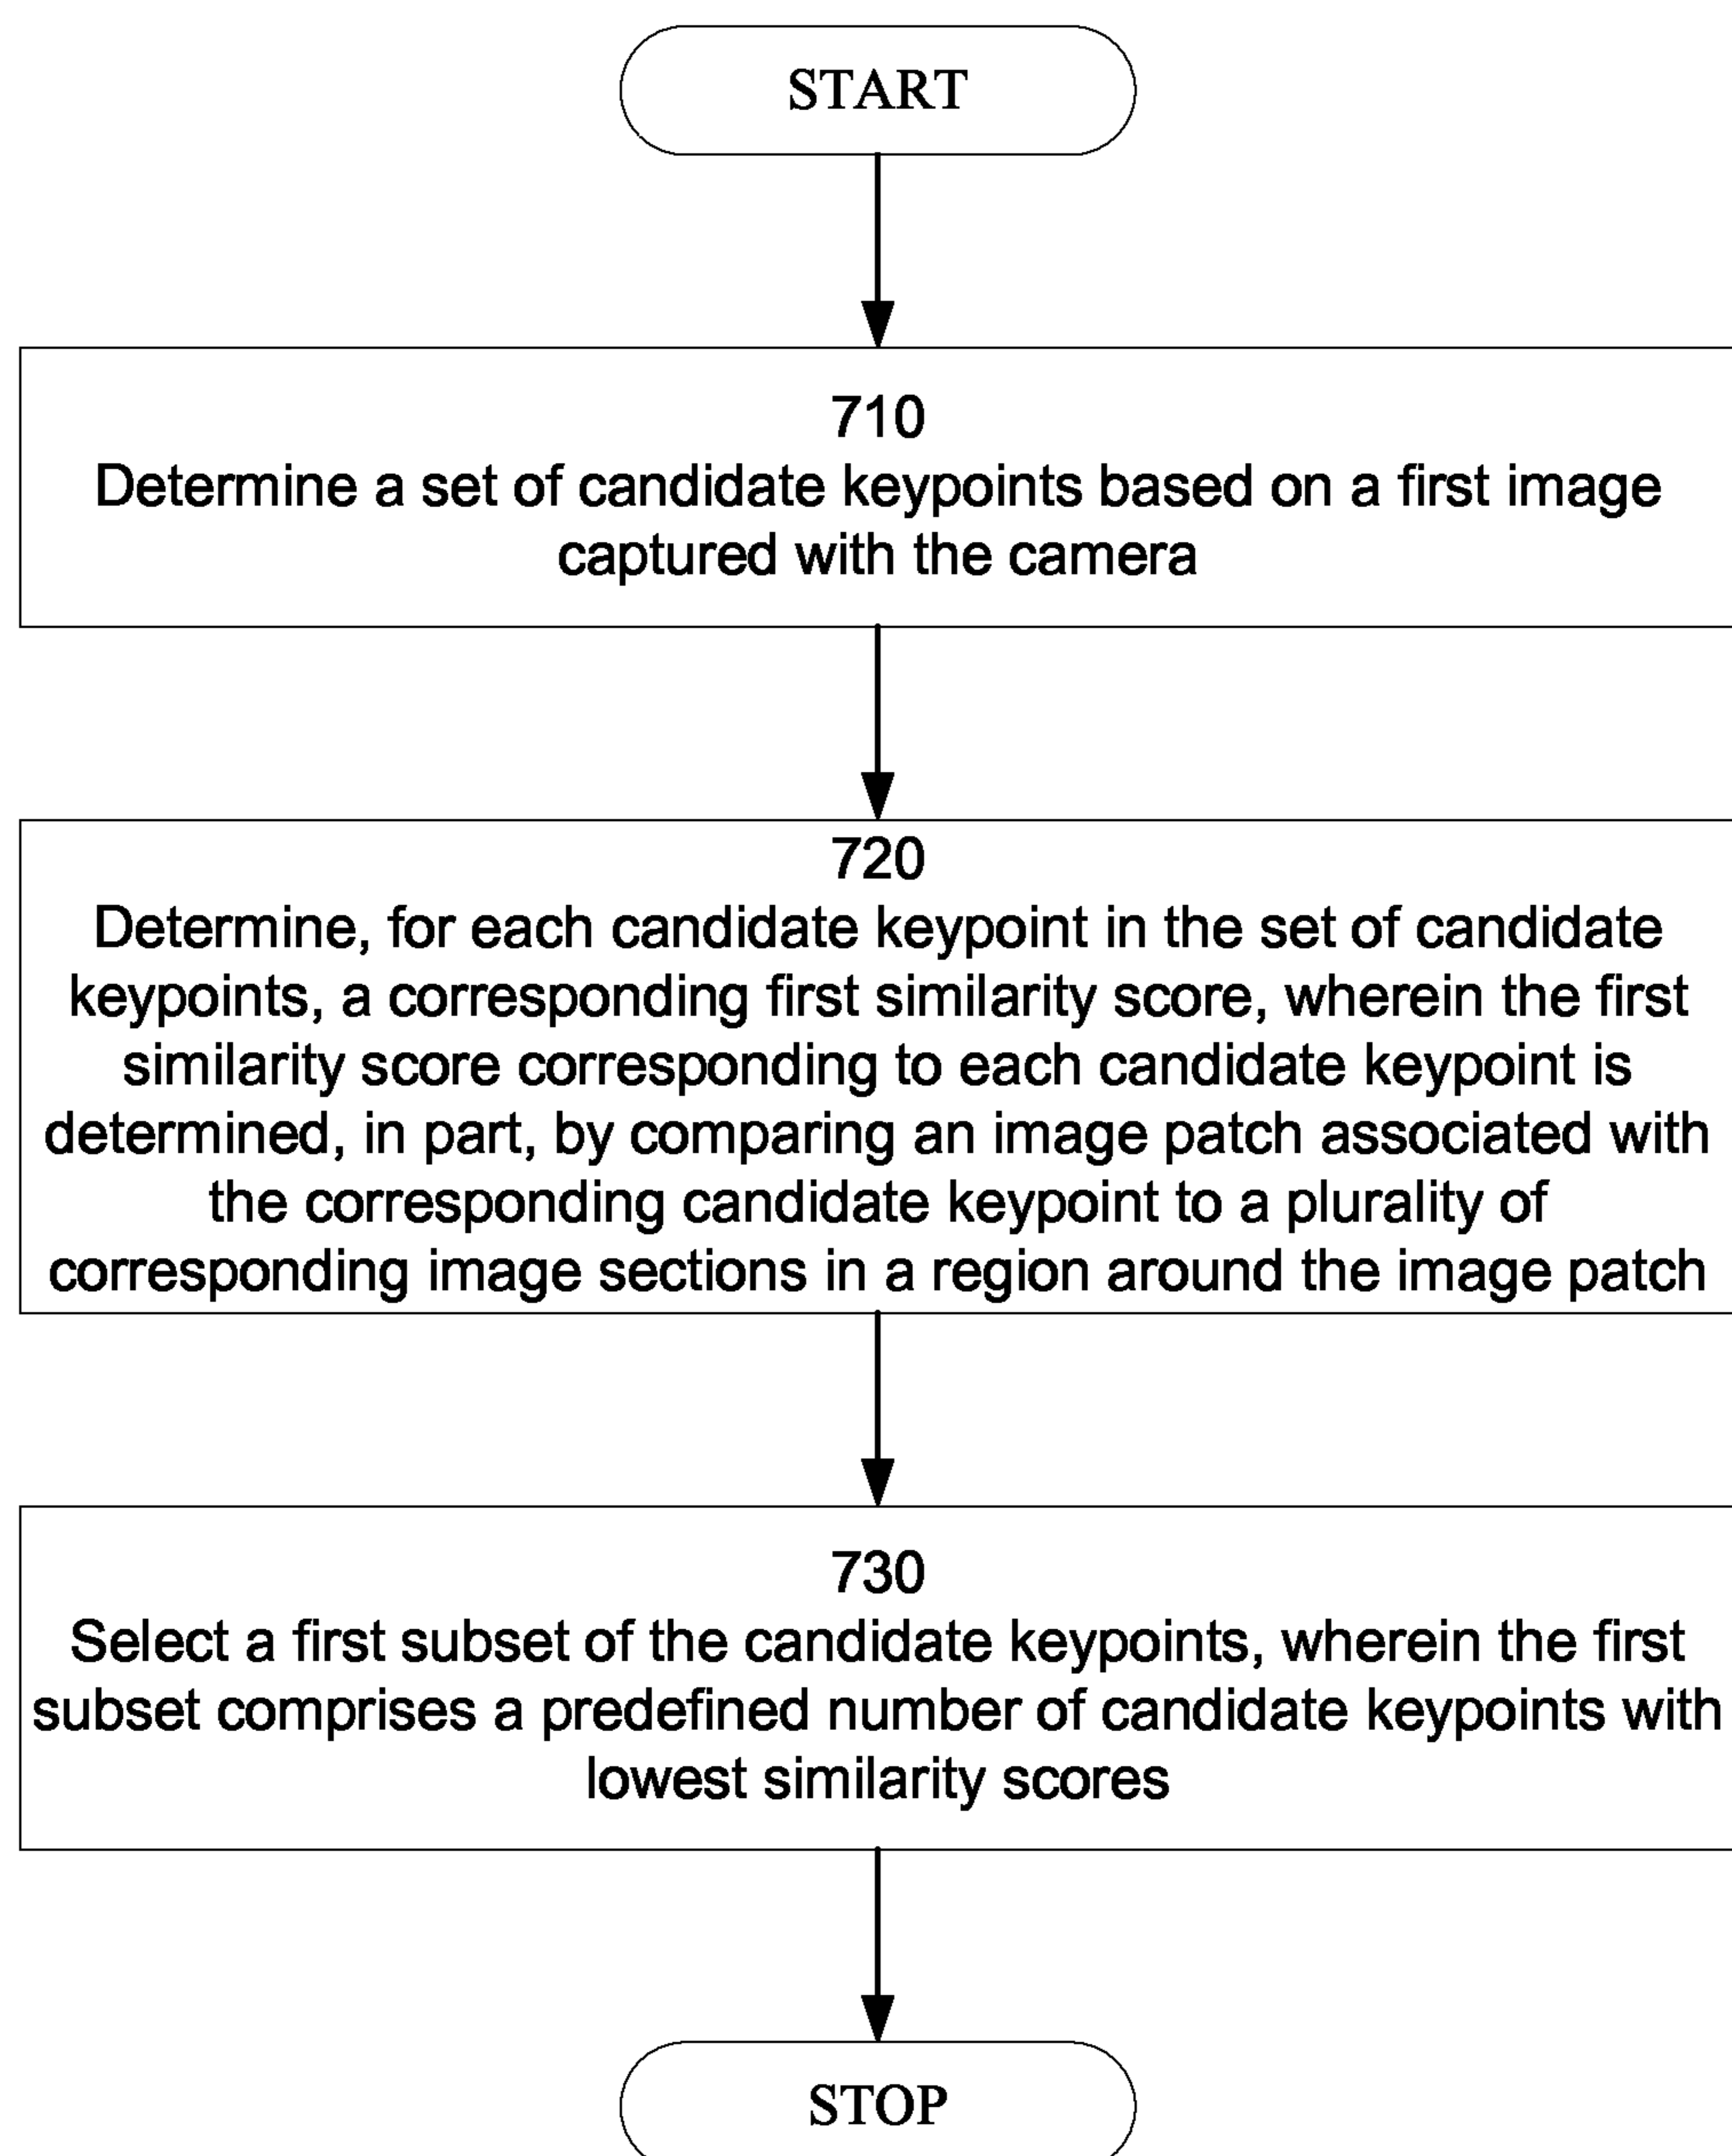 START
710
Determine a set of candidate keypoints based on a first image
captured with the camera
720
Determine, for each candidate keypoint in the set of candidate
keypoints, a corresponding first similarity score, wherein the first
similarity score corresponding to each candidate keypoint is
determined, in part, by comparing an image patch associated with
the corresponding candidate keypoint to a plurality of
corresponding image sections in a region around the image patch
730
Select a first subset of the candidate keypoints, wherein the first
subset comprises a predefined number of candidate keypoints with
lowest similarity scores
STOP